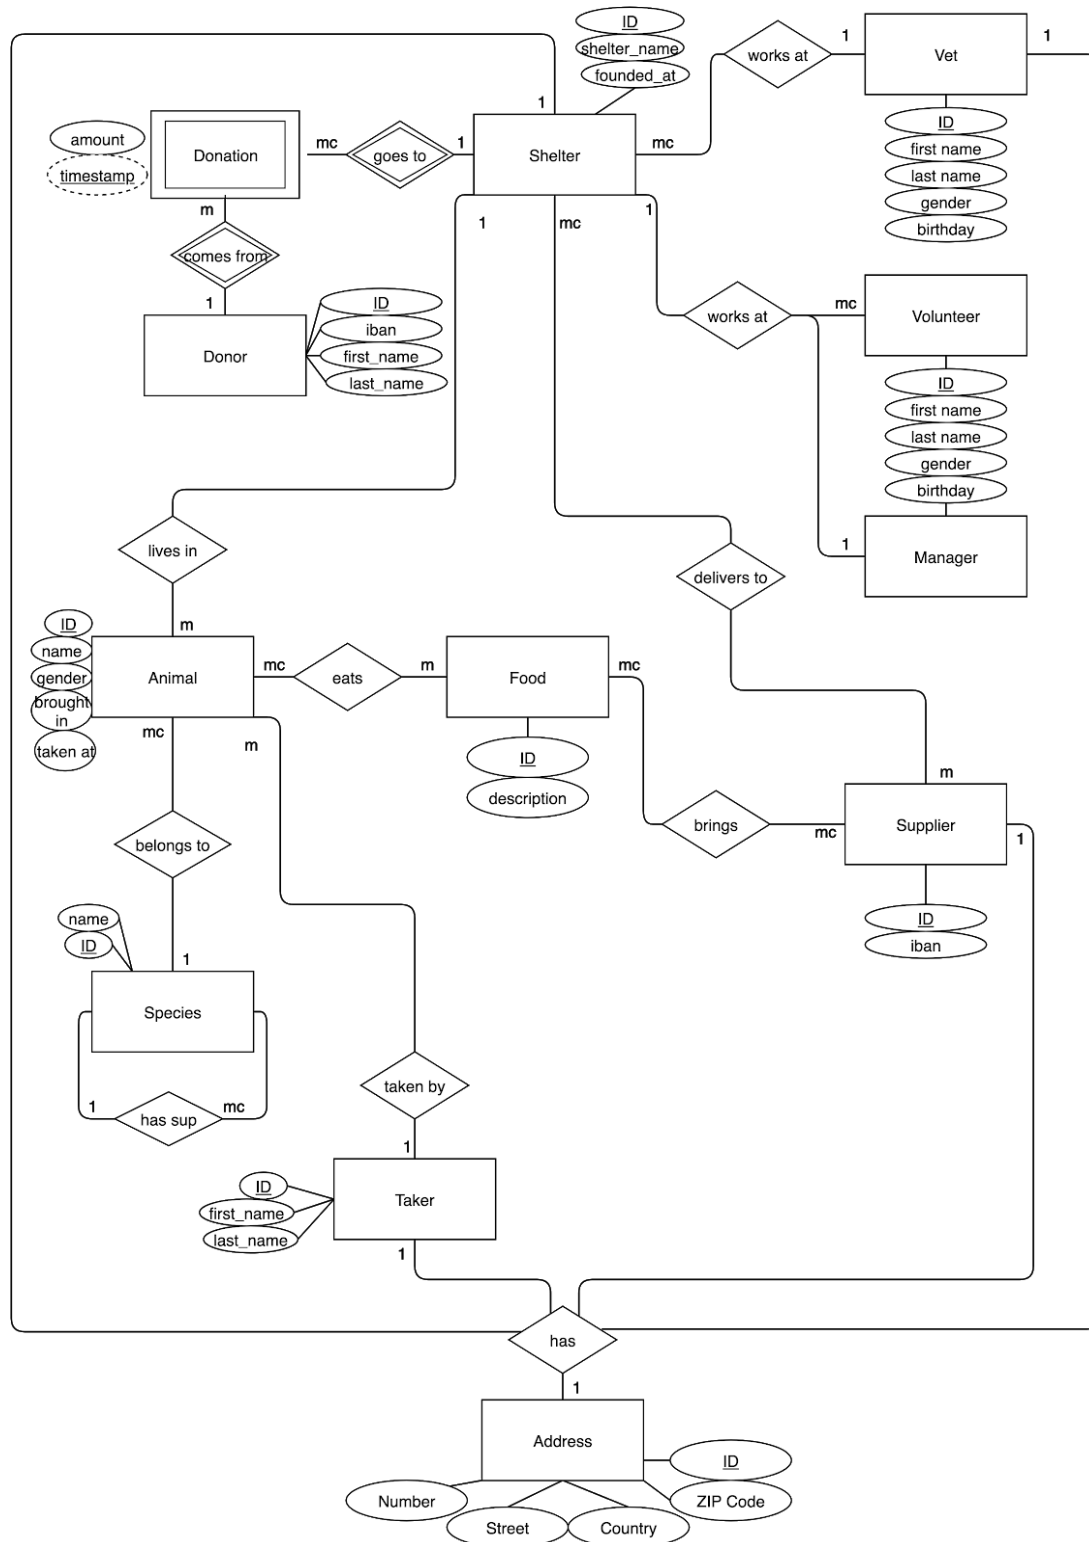 ID
shelter_name
founded_at
1
works at
1
Vet
1
ID
first name
last name
gender
birthday
amount
timestamp
Donation
mc
goes to
1
1
Shelter
mc
m
comes from
1
Donor
ID
iban
first_name
last_name
1
mc
1
works at
mc
Volunteer
ID
first name
last name
gender
birthday
1
Manager
lives in
m
delivers to
ID
name
gender
brought
in
taken at
Animal
mc
eats
m
Food
mc
ID
description
mc
m
brings
mc
m
Supplier
1
ID
iban
belongs to
name
ID
1
Species
1
has sup
mc
taken by
1
ID
first_name
last_name
Taker
1
has
1
Address
ID
ZIP Code
Number
Street
Country